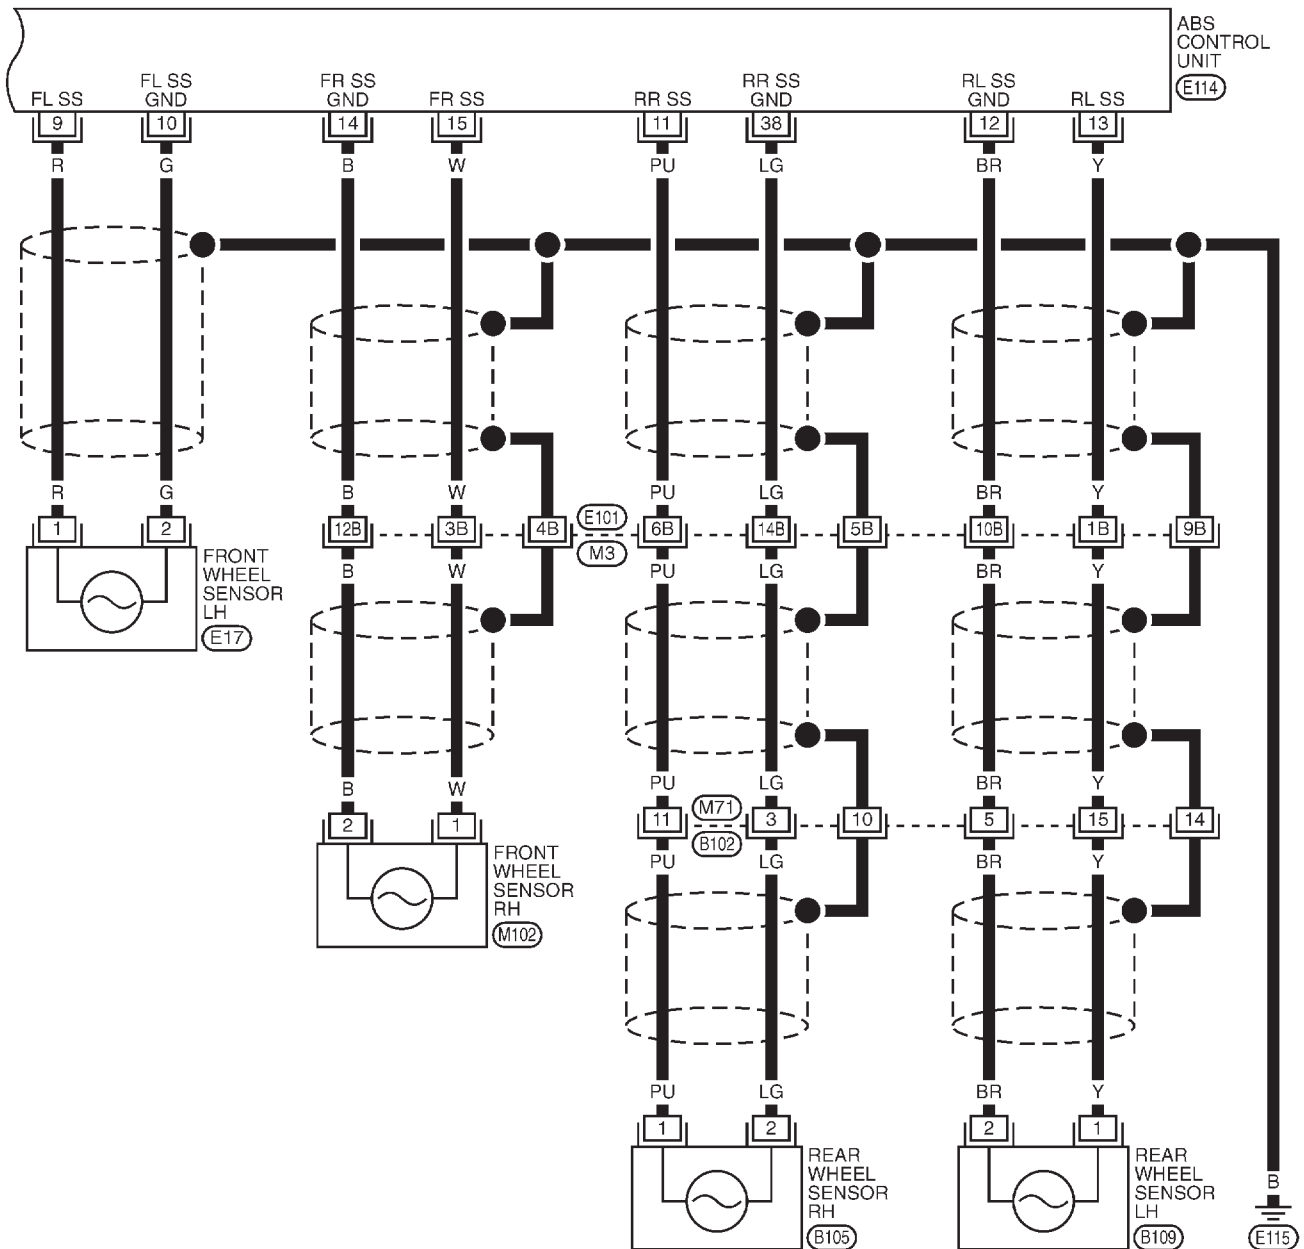 ABS
CONTROL
UNIT
E114
FL SS
FL SS
GND
FR SS
GND
FR SS
RR SS
RR SS
GND
RL SS
GND
RL SS
9 10 14 15 11 38 12 13
R G B W PU LG BR Y
R G B W PU LG BR Y
1 2 12B 3B 4B E101 6B 14B 5B 10B 1B 9B
M3
FRONT
WHEEL
SENSOR
LH
E17
B W PU LG BR Y
B W PU LG BR Y
2 1 11 M71 3 10 5 15 14
B102
FRONT
WHEEL
SENSOR
RH
M102
PU LG BR Y
PU LG BR Y
1 2 2 1
REAR
WHEEL
SENSOR
RH
B105
REAR
WHEEL
SENSOR
LH
B109
B
E115